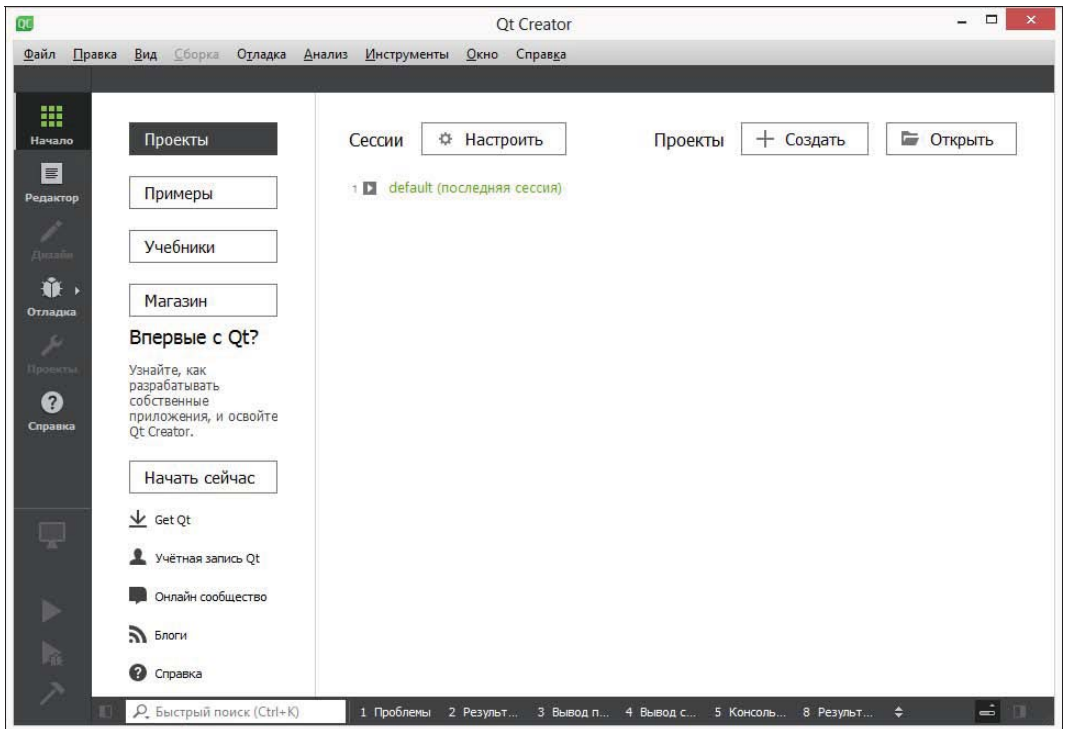 Qt Creator
Файл Правка Вид Сборка Отладка Анализ Инструменты Окно Справка
Начало
Редактор
Дизайн
Отладка
Проекты
Справка
Проекты
Примеры
Учебники
Магазин
Впервые с Qt?
Узнайте, как
разрабатывать
собственные
приложения, и освойте
Qt Creator.
Начать сейчас
Get Qt
Учётная запись Qt
Онлайн сообщество
Блоги
Справка
Сессии Настроить Проекты Создать Открыть
1 default (последняя сессия)
Быстрый поиск (Ctrl+K) 1 Проблемы 2 Результ... 3 Вывод п... 4 Вывод с... 5 Консоль... 8 Результ...